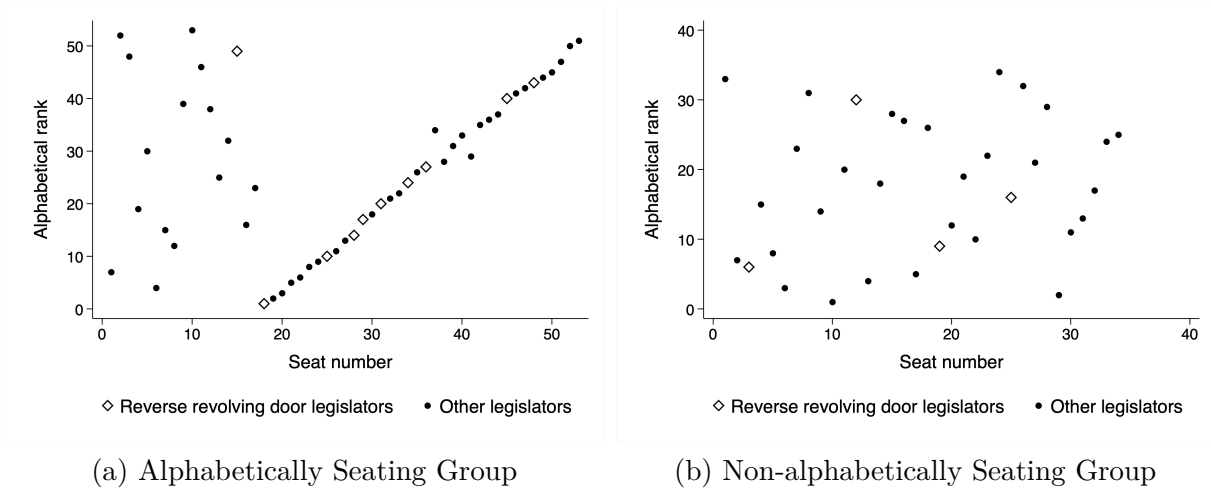 Alphabetical rank
50
40
30
20
10
0
0 10 20 30 40 50
Seat number
◇ Reverse revolving door legislators • Other legislators
(a) Alphabetically Seating Group
Alphabetical rank
40
30
20
10
0
0 10 20 30 40
Seat number
◇ Reverse revolving door legislators • Other legislators
(b) Non-alphabetically Seating Group